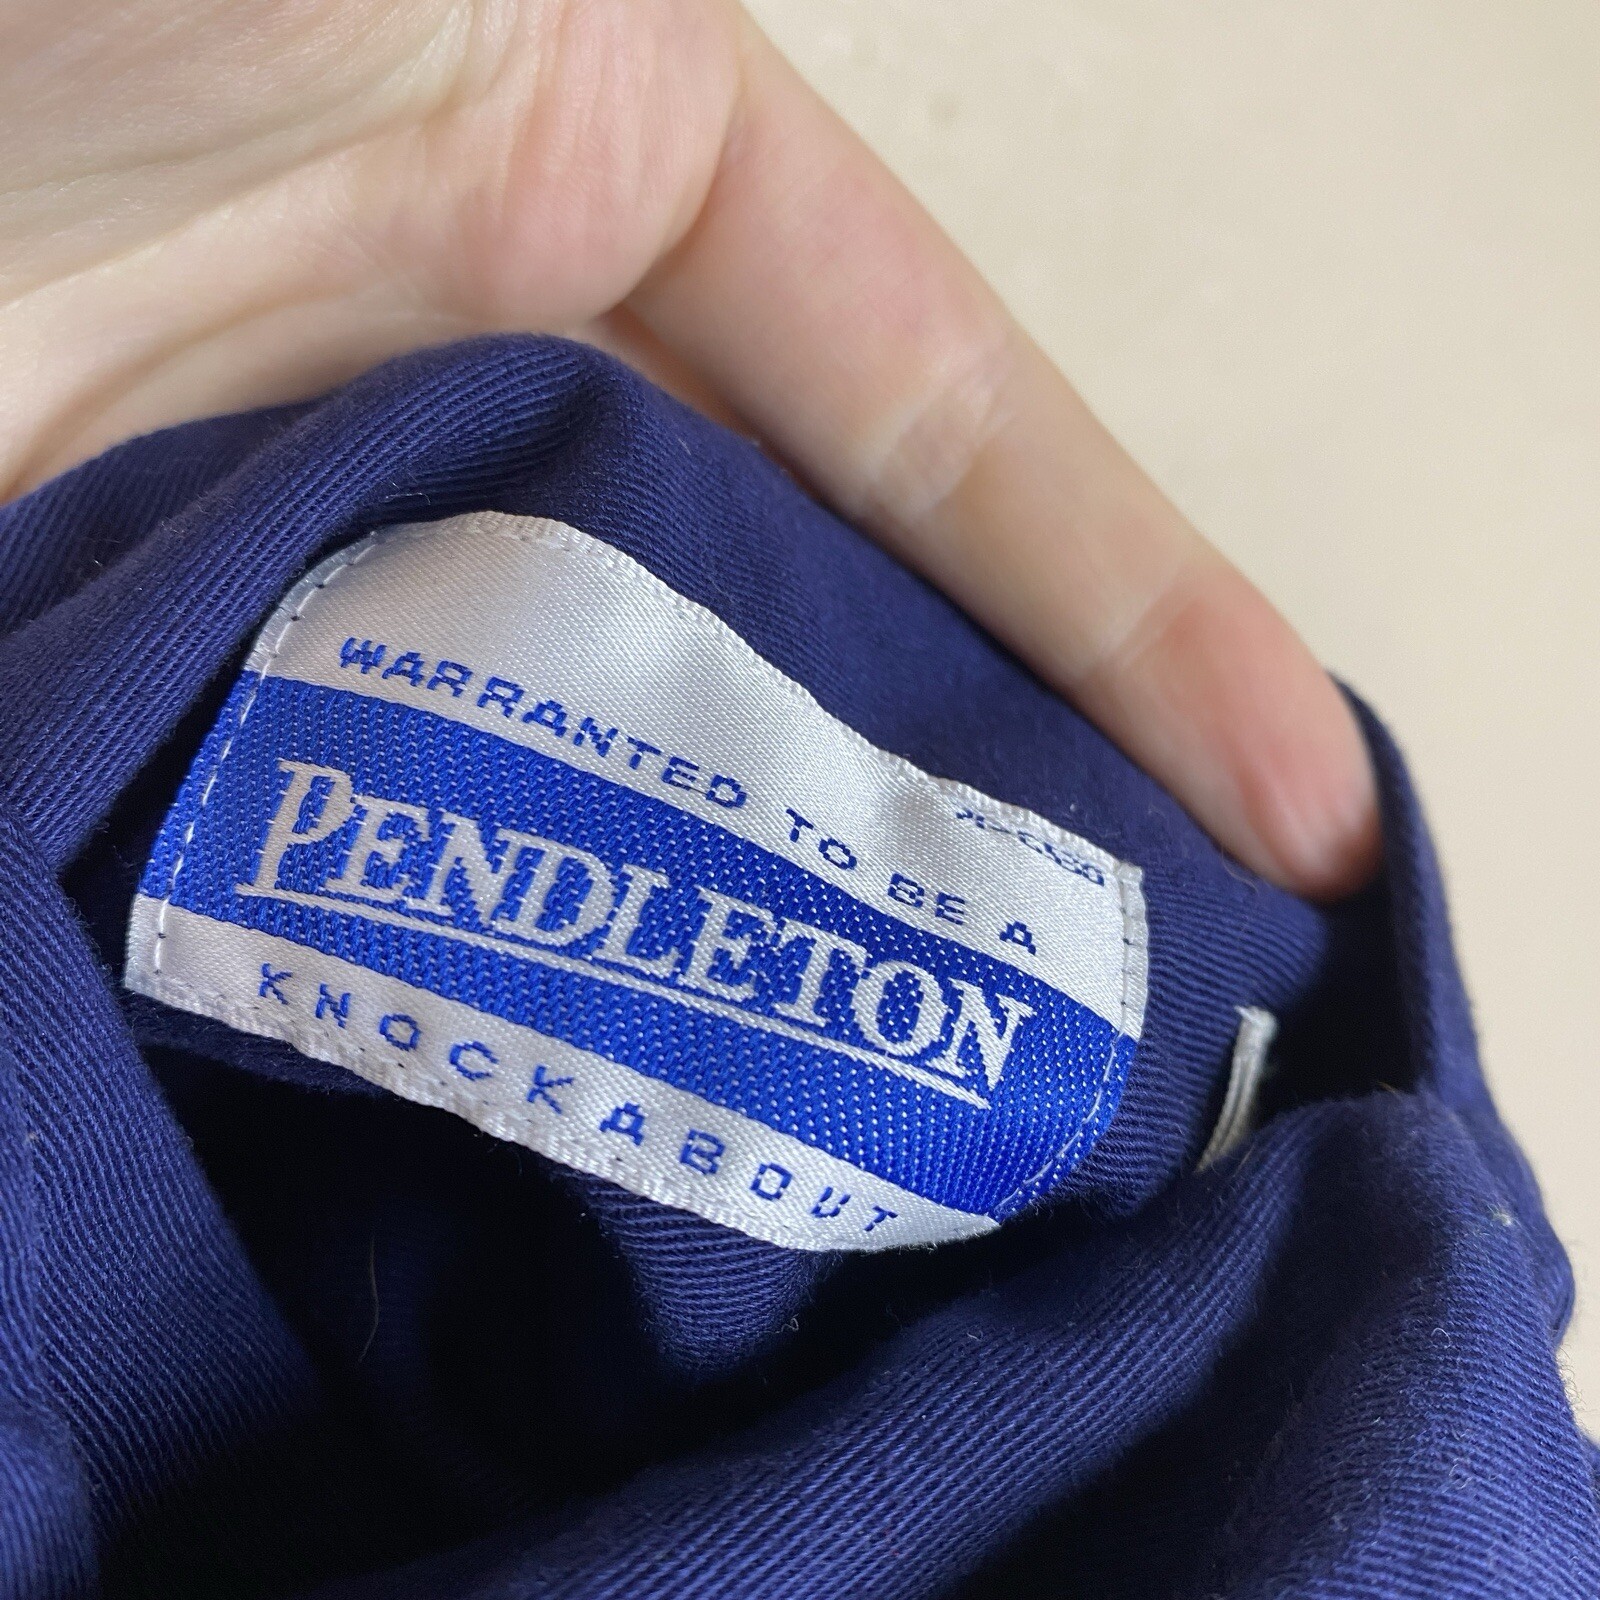 WARRANTED TO BE A
PENDLETON
KNOCKABOUT